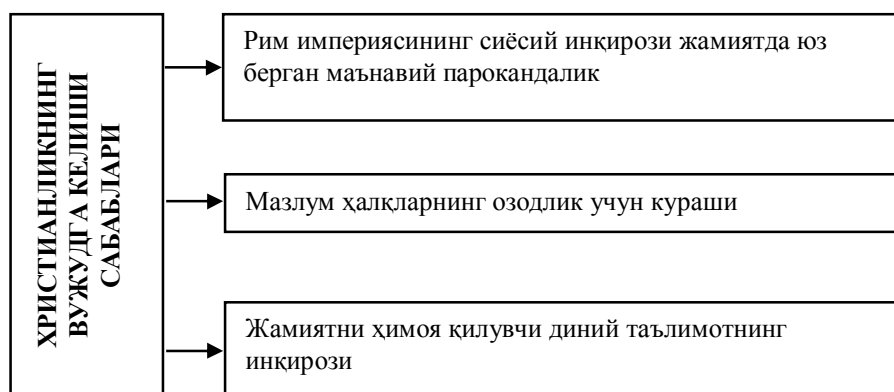 ХРИСТИАНЛИКНИНГ
ВУЖУДГА КЕЛИШИ
САБАБЛАРИ
Рим империясининг сиёсий инқирози жамиятда юз
берган маънавий парокандалик
Мазлум ҳалқларнинг озодлик учун кураши
Жамиятни ҳимоя қилувчи диний таълимотнинг
инқирози